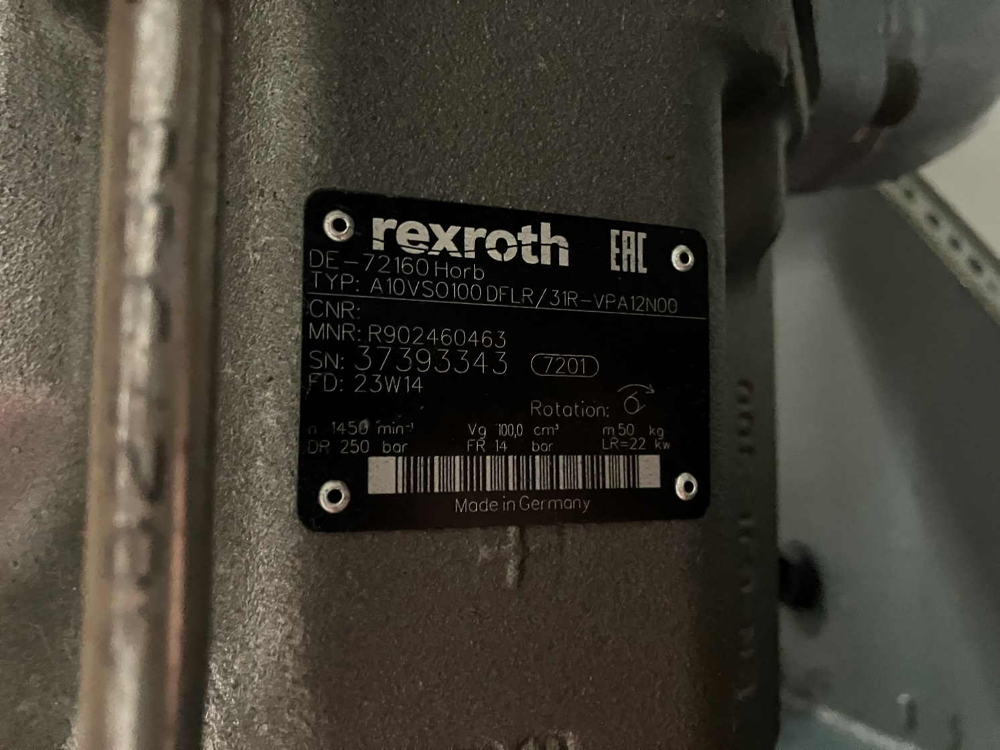 rexroth EAC
DE-72160 Horb
TYP: A10VSO100 DFLR/31R-VPA12N00
CNR:
MNR: R902460463
SN: 37393343 7201
FD: 23W14
Rotation:
n 1450 min⁻¹ Vg 100,0 cm³ m 50 kg
DR 250 bar FR 14 bar LR=22 kw
Made in Germany